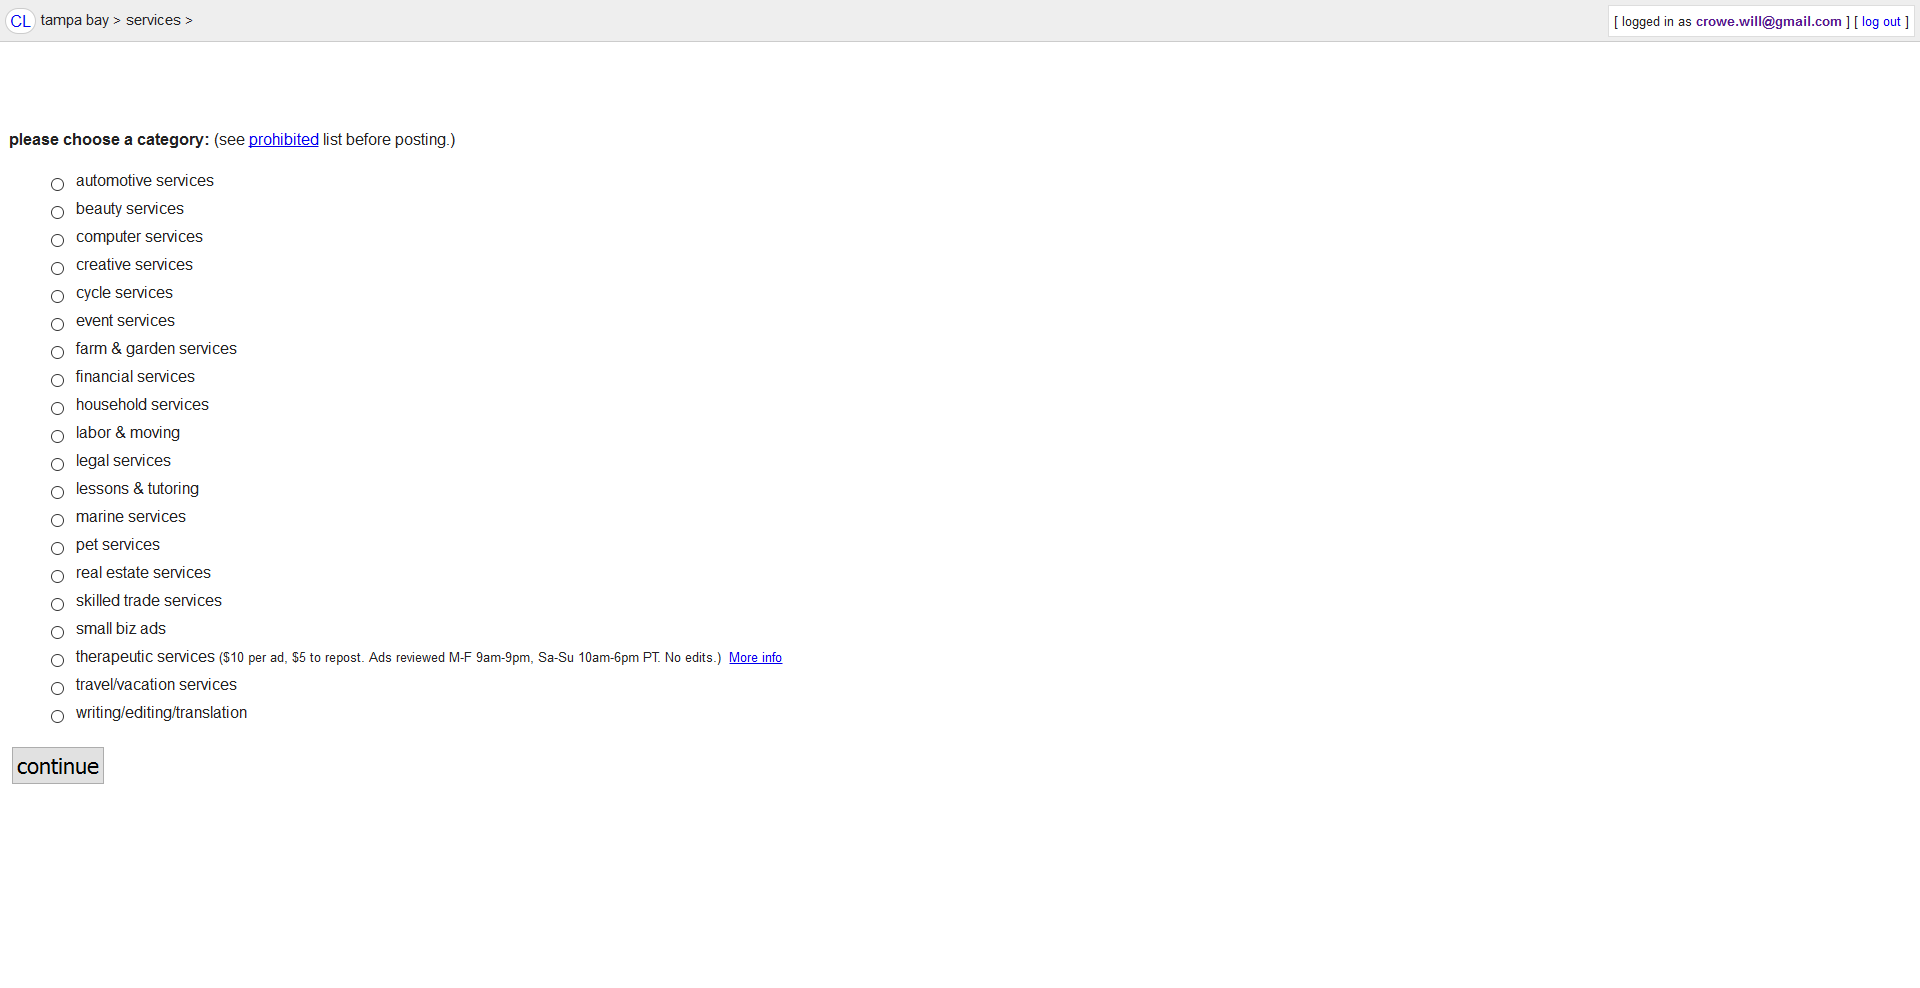 CL tampa bay > services >
[ logged in as crowe.will@gmail.com ] [ log out ]
please choose a category: (see prohibited list before posting.)
automotive services
beauty services
computer services
creative services
cycle services
event services
farm & garden services
financial services
household services
labor & moving
legal services
lessons & tutoring
marine services
pet services
real estate services
skilled trade services
small biz ads
therapeutic services ($10 per ad, $5 to repost. Ads reviewed M-F 9am-9pm, Sa-Su 10am-6pm PT. No edits.) More info
travel/vacation services
writing/editing/translation
continue